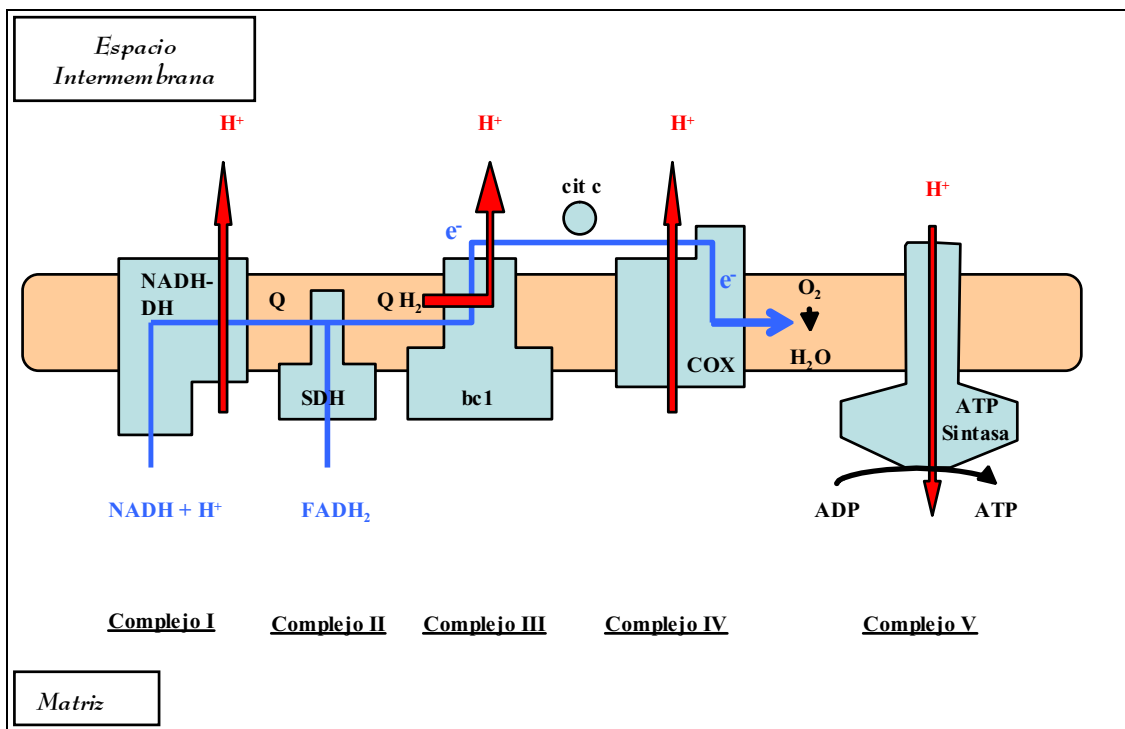 Espacio
Intermembrana
H⁺
H⁺
H⁺
H⁺
cit c
e⁻
NADH-
DH
Q
Q H₂
e⁻
O₂
H₂O
SDH
bc1
COX
ATP
Sintasa
NADH + H⁺
FADH₂
ADP
ATP
Complejo I
Complejo II
Complejo III
Complejo IV
Complejo V
Matriz